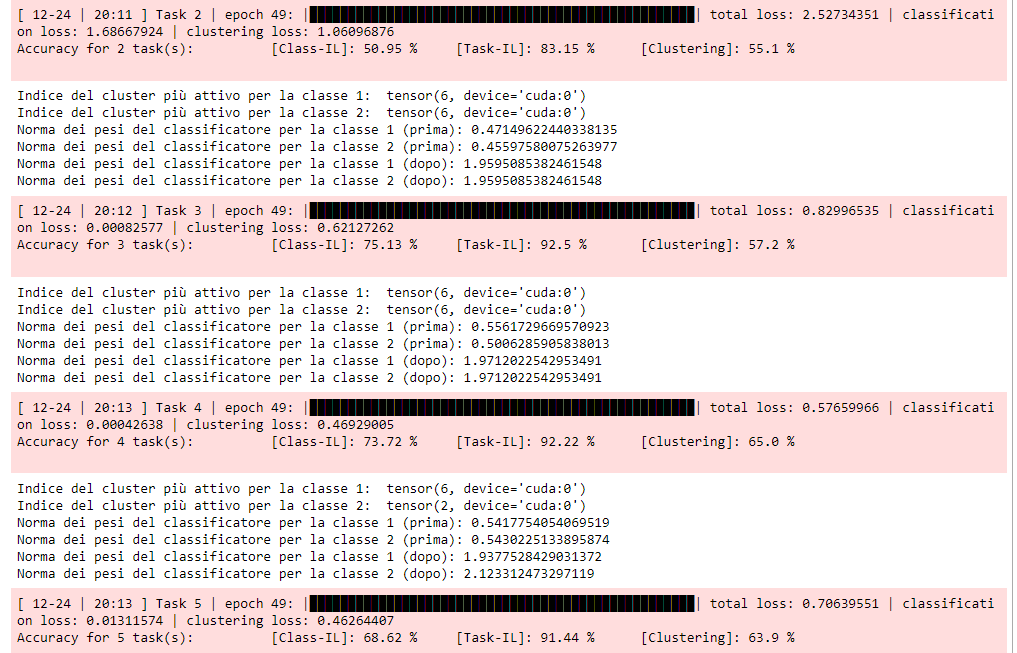 [ 12-24 | 20:11 ] Task 2 | epoch 49: || total loss: 2.52734351 | classificati
on loss: 1.68667924 | clustering loss: 1.06096876
Accuracy for 2 task(s): [Class-IL]: 50.95 % [Task-IL]: 83.15 % [Clustering]: 55.1 %
Indice del cluster più attivo per la classe 1: tensor(6, device='cuda:0')
Indice del cluster più attivo per la classe 2: tensor(6, device='cuda:0')
Norma dei pesi del classificatore per la classe 1 (prima): 0.47149622440338135
Norma dei pesi del classificatore per la classe 2 (prima): 0.45597580075263977
Norma dei pesi del classificatore per la classe 1 (dopo): 1.9595085382461548
Norma dei pesi del classificatore per la classe 2 (dopo): 1.9595085382461548
[ 12-24 | 20:12 ] Task 3 | epoch 49: || total loss: 0.82996535 | classificati
on loss: 0.00082577 | clustering loss: 0.62127262
Accuracy for 3 task(s): [Class-IL]: 75.13 % [Task-IL]: 92.5 % [Clustering]: 57.2 %
Indice del cluster più attivo per la classe 1: tensor(6, device='cuda:0')
Indice del cluster più attivo per la classe 2: tensor(6, device='cuda:0')
Norma dei pesi del classificatore per la classe 1 (prima): 0.5561729669570923
Norma dei pesi del classificatore per la classe 2 (prima): 0.5006285905838013
Norma dei pesi del classificatore per la classe 1 (dopo): 1.9712022542953491
Norma dei pesi del classificatore per la classe 2 (dopo): 1.9712022542953491
[ 12-24 | 20:13 ] Task 4 | epoch 49: || total loss: 0.57659966 | classificati
on loss: 0.00042638 | clustering loss: 0.46929005
Accuracy for 4 task(s): [Class-IL]: 73.72 % [Task-IL]: 92.22 % [Clustering]: 65.0 %
Indice del cluster più attivo per la classe 1: tensor(6, device='cuda:0')
Indice del cluster più attivo per la classe 2: tensor(2, device='cuda:0')
Norma dei pesi del classificatore per la classe 1 (prima): 0.5417754054069519
Norma dei pesi del classificatore per la classe 2 (prima): 0.5430225133895874
Norma dei pesi del classificatore per la classe 1 (dopo): 1.9377528429031372
Norma dei pesi del classificatore per la classe 2 (dopo): 2.123312473297119
[ 12-24 | 20:13 ] Task 5 | epoch 49: || total loss: 0.70639551 | classificati
on loss: 0.01311574 | clustering loss: 0.46264407
Accuracy for 5 task(s): [Class-IL]: 68.62 % [Task-IL]: 91.44 % [Clustering]: 63.9 %